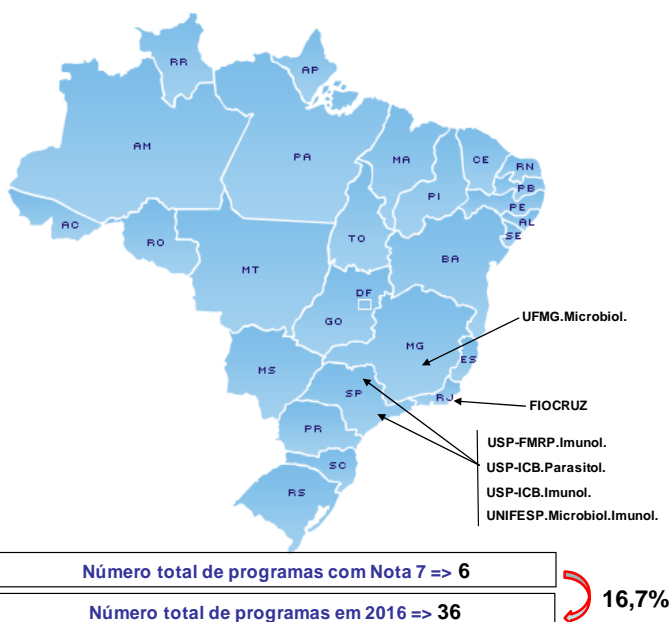 RR
AP
AM
PA
MA
CE
RN
PB
PI
PE
AL
SE
AC
RO
TO
BA
MT
DF
GO
UFMG.Microbiol.
MG
ES
MS
SP
RJ
FIOCRUZ
PR
USP-FMRP.Imunol.
USP-ICB.Parasitol.
SC
USP-ICB.Imunol.
RS
UNIFESP.Microbiol.Imunol.
Número total de programas com Nota 7 => 6
16,7%
Número total de programas em 2016 => 36